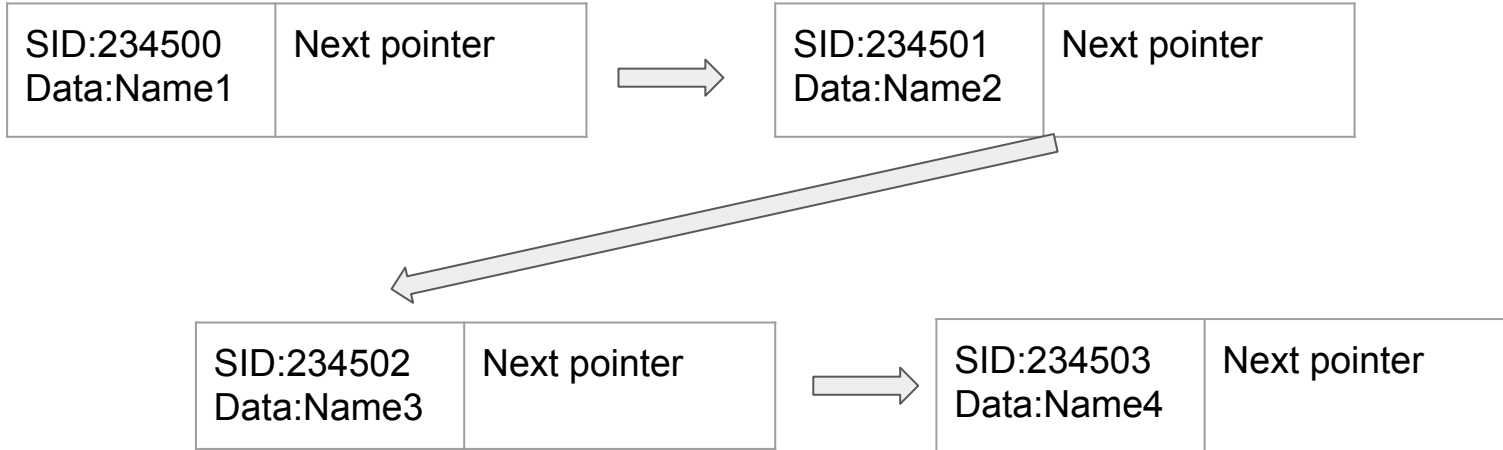 SID:234500
Data:Name1
Next pointer
SID:234501
Data:Name2
Next pointer
SID:234502
Data:Name3
Next pointer
SID:234503
Data:Name4
Next pointer